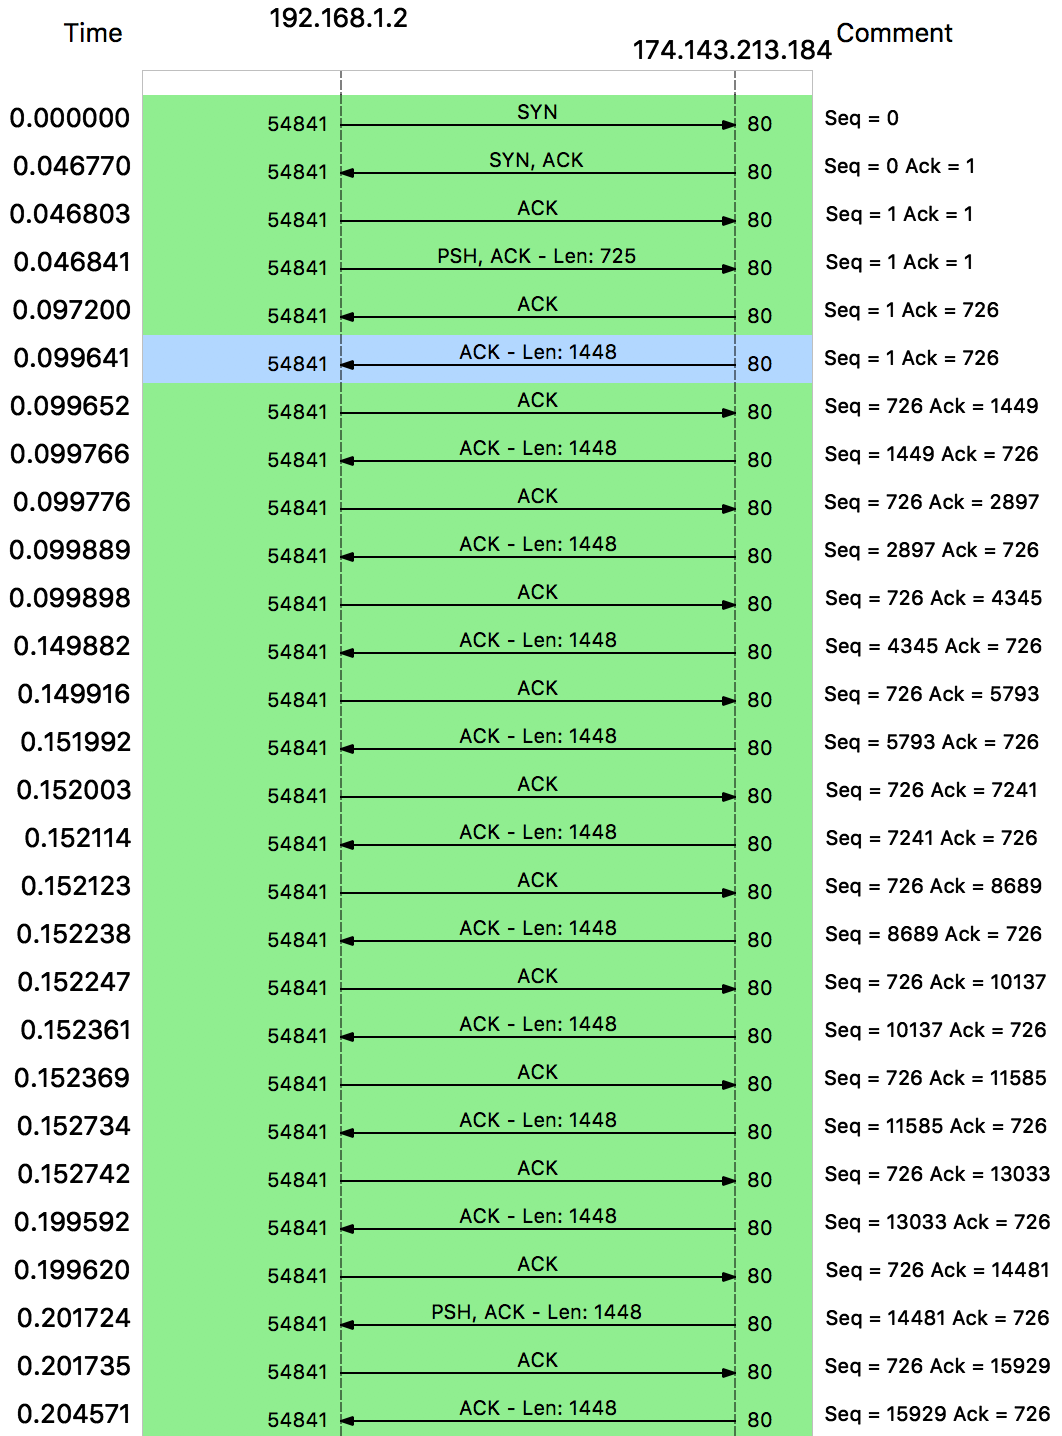 192.168.1.2
Time
174.143.213.184 Comment
0.000000 54841 SYN 80 Seq = 0
0.046770 54841 SYN, ACK 80 Seq = 0 Ack = 1
0.046803 54841 ACK 80 Seq = 1 Ack = 1
0.046841 54841 PSH, ACK - Len: 725 80 Seq = 1 Ack = 1
0.097200 54841 ACK 80 Seq = 1 Ack = 726
0.099641 54841 ACK - Len: 1448 80 Seq = 1 Ack = 726
0.099652 54841 ACK 80 Seq = 726 Ack = 1449
0.099766 54841 ACK - Len: 1448 80 Seq = 1449 Ack = 726
0.099776 54841 ACK 80 Seq = 726 Ack = 2897
0.099889 54841 ACK - Len: 1448 80 Seq = 2897 Ack = 726
0.099898 54841 ACK 80 Seq = 726 Ack = 4345
0.149882 54841 ACK - Len: 1448 80 Seq = 4345 Ack = 726
0.149916 54841 ACK 80 Seq = 726 Ack = 5793
0.151992 54841 ACK - Len: 1448 80 Seq = 5793 Ack = 726
0.152003 54841 ACK 80 Seq = 726 Ack = 7241
0.152114 54841 ACK - Len: 1448 80 Seq = 7241 Ack = 726
0.152123 54841 ACK 80 Seq = 726 Ack = 8689
0.152238 54841 ACK - Len: 1448 80 Seq = 8689 Ack = 726
0.152247 54841 ACK 80 Seq = 726 Ack = 10137
0.152361 54841 ACK - Len: 1448 80 Seq = 10137 Ack = 726
0.152369 54841 ACK 80 Seq = 726 Ack = 11585
0.152734 54841 ACK - Len: 1448 80 Seq = 11585 Ack = 726
0.152742 54841 ACK 80 Seq = 726 Ack = 13033
0.199592 54841 ACK - Len: 1448 80 Seq = 13033 Ack = 726
0.199620 54841 ACK 80 Seq = 726 Ack = 14481
0.201724 54841 PSH, ACK - Len: 1448 80 Seq = 14481 Ack = 726
0.201735 54841 ACK 80 Seq = 726 Ack = 15929
0.204571 54841 ACK - Len: 1448 80 Seq = 15929 Ack = 726